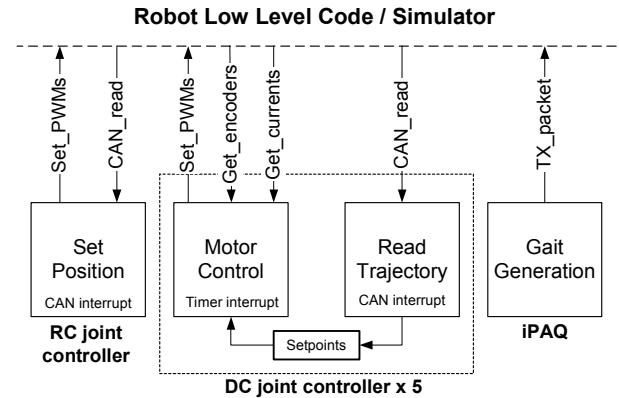 Robot Low Level Code / Simulator
Set_PWMs
CAN_read
Set_PWMs
Get_encoders
Get_currents
CAN_read
TX_packet
Set
Position
CAN interrupt
Motor
Control
Timer interrupt
Read
Trajectory
CAN interrupt
Gait
Generation
Setpoints
RC joint
controller
iPAQ
DC joint controller x 5